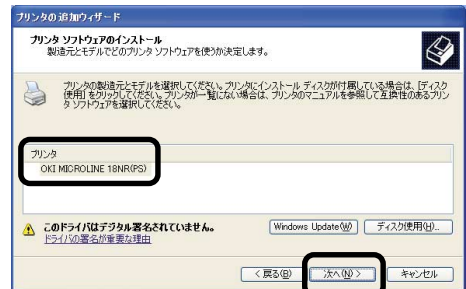 プリンタの追加ウィザード
プリンタ ソフトウェアのインストール
製造元とモデルでどのプリンタ ソフトウェアを使うか決定します。
プリンタの製造元とモデルを選択してください。プリンタにインストール ディスクが付属している場合は、[ディスク
使用] をクリックしてください。プリンタが一覧にない場合は、プリンタのマニュアルを参照して互換性のあるプリン
タ ソフトウェアを選択してください。
プリンタ
OKI MICROLINE 18NR(PS)
このドライバはデジタル署名されていません。
ドライバの署名が重要な理由
Windows Update(W)
ディスク使用(H)...
< 戻る(B)
次へ(N) >
キャンセル